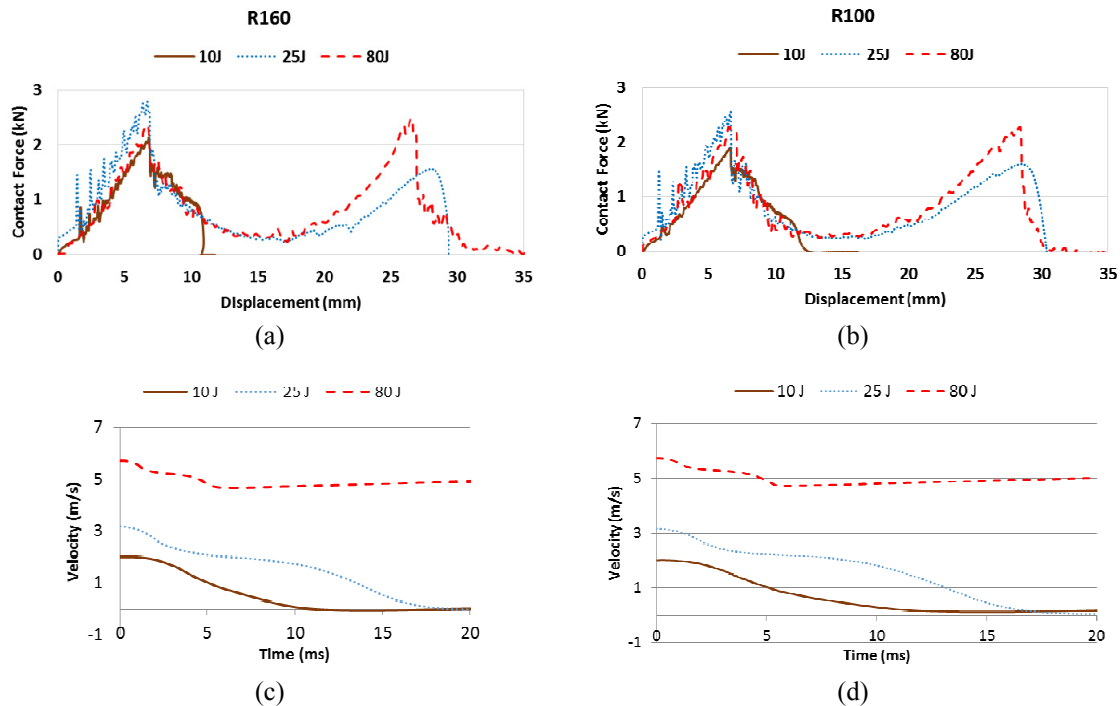 R160
10J 25J 80J
3
2
1
0
Contact Force (kN)
0 5 10 15 20 25 30 35
Displacement (mm)
(a)
R100
10J 25J 80J
3
2
1
0
Contact Force (kN)
0 5 10 15 20 25 30 35
Displacement (mm)
(b)
10 J 25 J 80 J
7
5
3
1
-1
Velocity (m/s)
0 5 10 15 20
Time (ms)
(c)
10 J 25 J 80 J
7
5
3
1
-1
Velocity (m/s)
0 5 10 15 20
Time (ms)
(d)